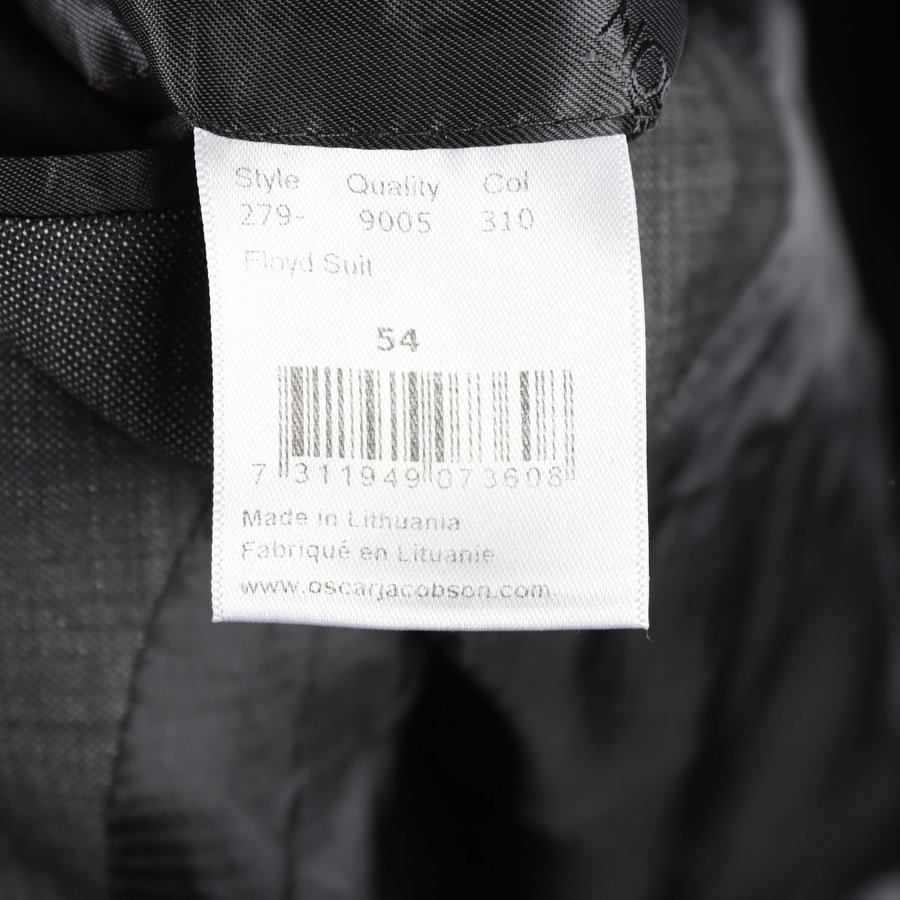 Style Quality Col
279- 9005 310
Floyd Suit
54
7 311949 073608
Made in Lithuania
Fabriqué en Lituanie
www.oscarjacobson.com